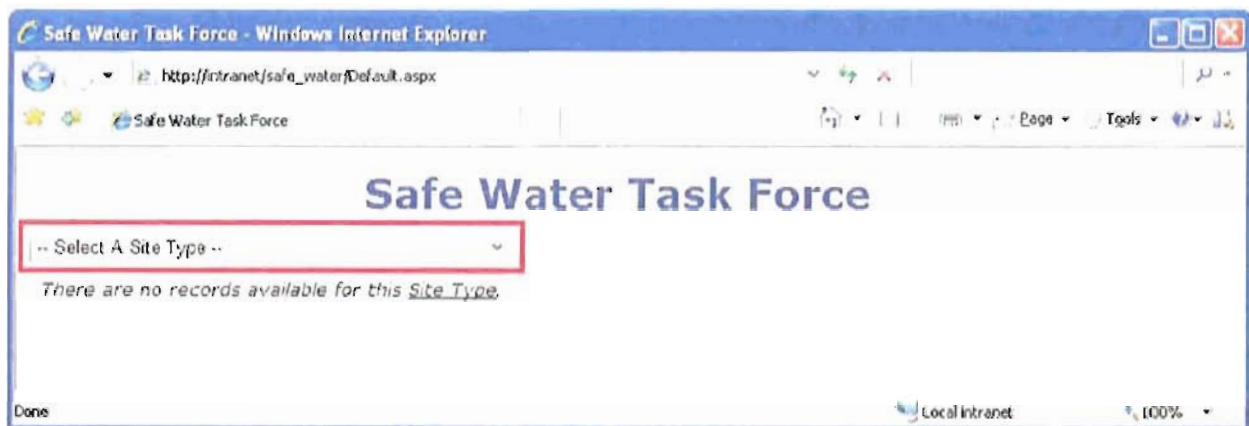 Safe Water Task Force - Windows Internet Explorer
http://intranet/safe_water/Default.aspx
Safe Water Task Force
Page
Tools
Safe Water Task Force
-- Select A Site Type --
There are no records available for this Site Type.
Done
Local intranet
100%